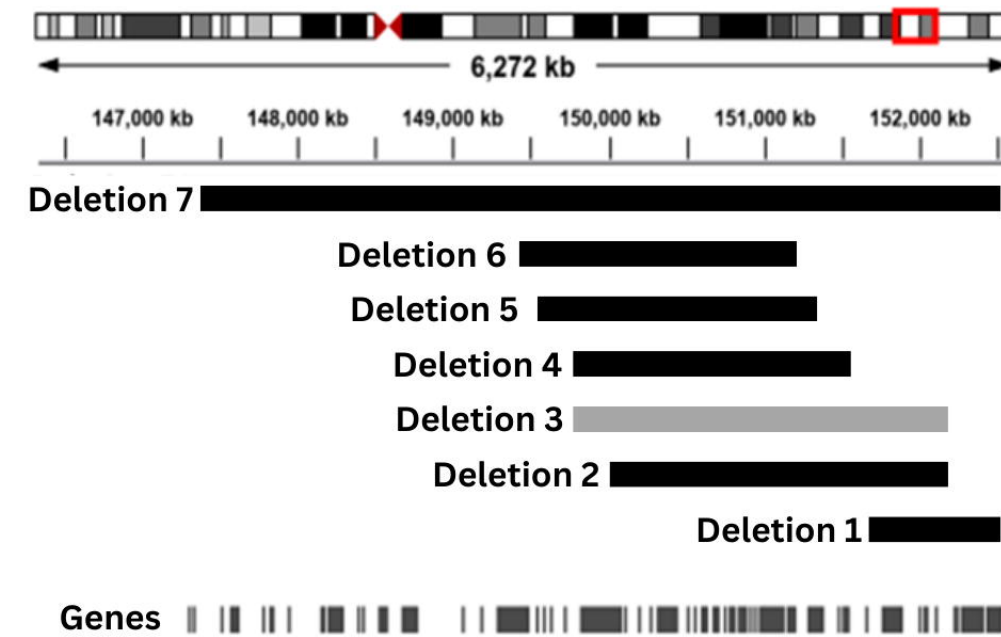 6,272 kb
147,000 kb 148,000 kb 149,000 kb 150,000 kb 151,000 kb 152,000 kb
Deletion 7
Deletion 6
Deletion 5
Deletion 4
Deletion 3
Deletion 2
Deletion 1
Genes